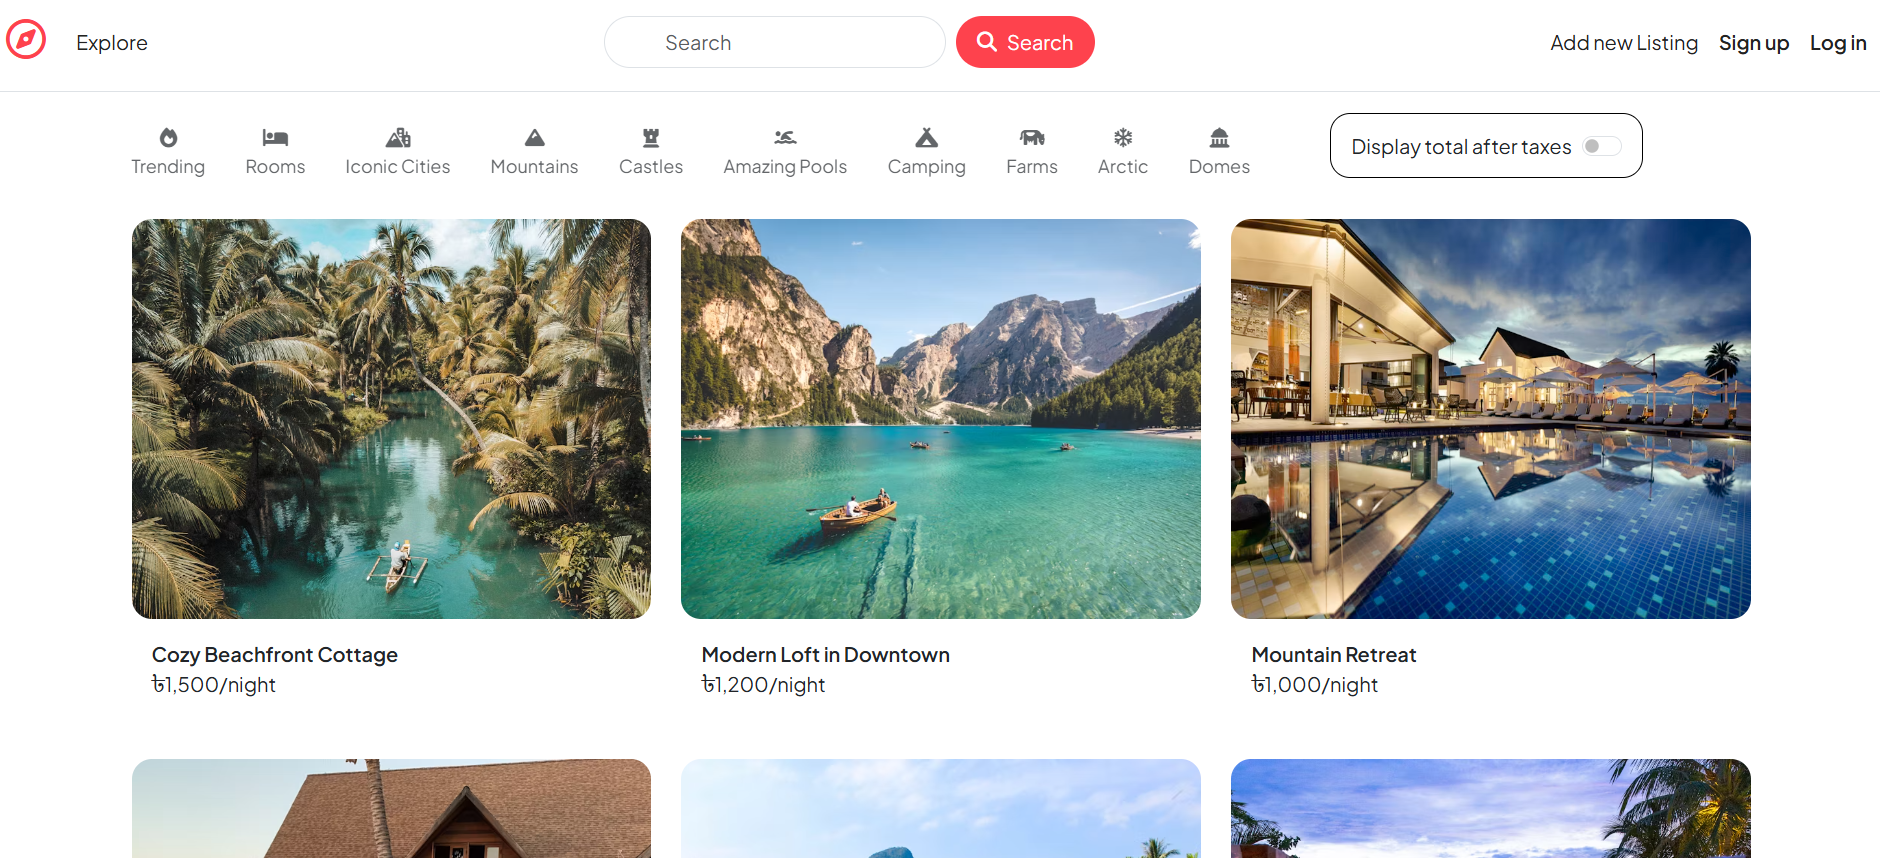 Explore
Search
Search
Add new Listing
Sign up
Log in
Trending
Rooms
Iconic Cities
Mountains
Castles
Amazing Pools
Camping
Farms
Arctic
Domes
Display total after taxes
Cozy Beachfront Cottage
৳1,500/night
Modern Loft in Downtown
৳1,200/night
Mountain Retreat
৳1,000/night